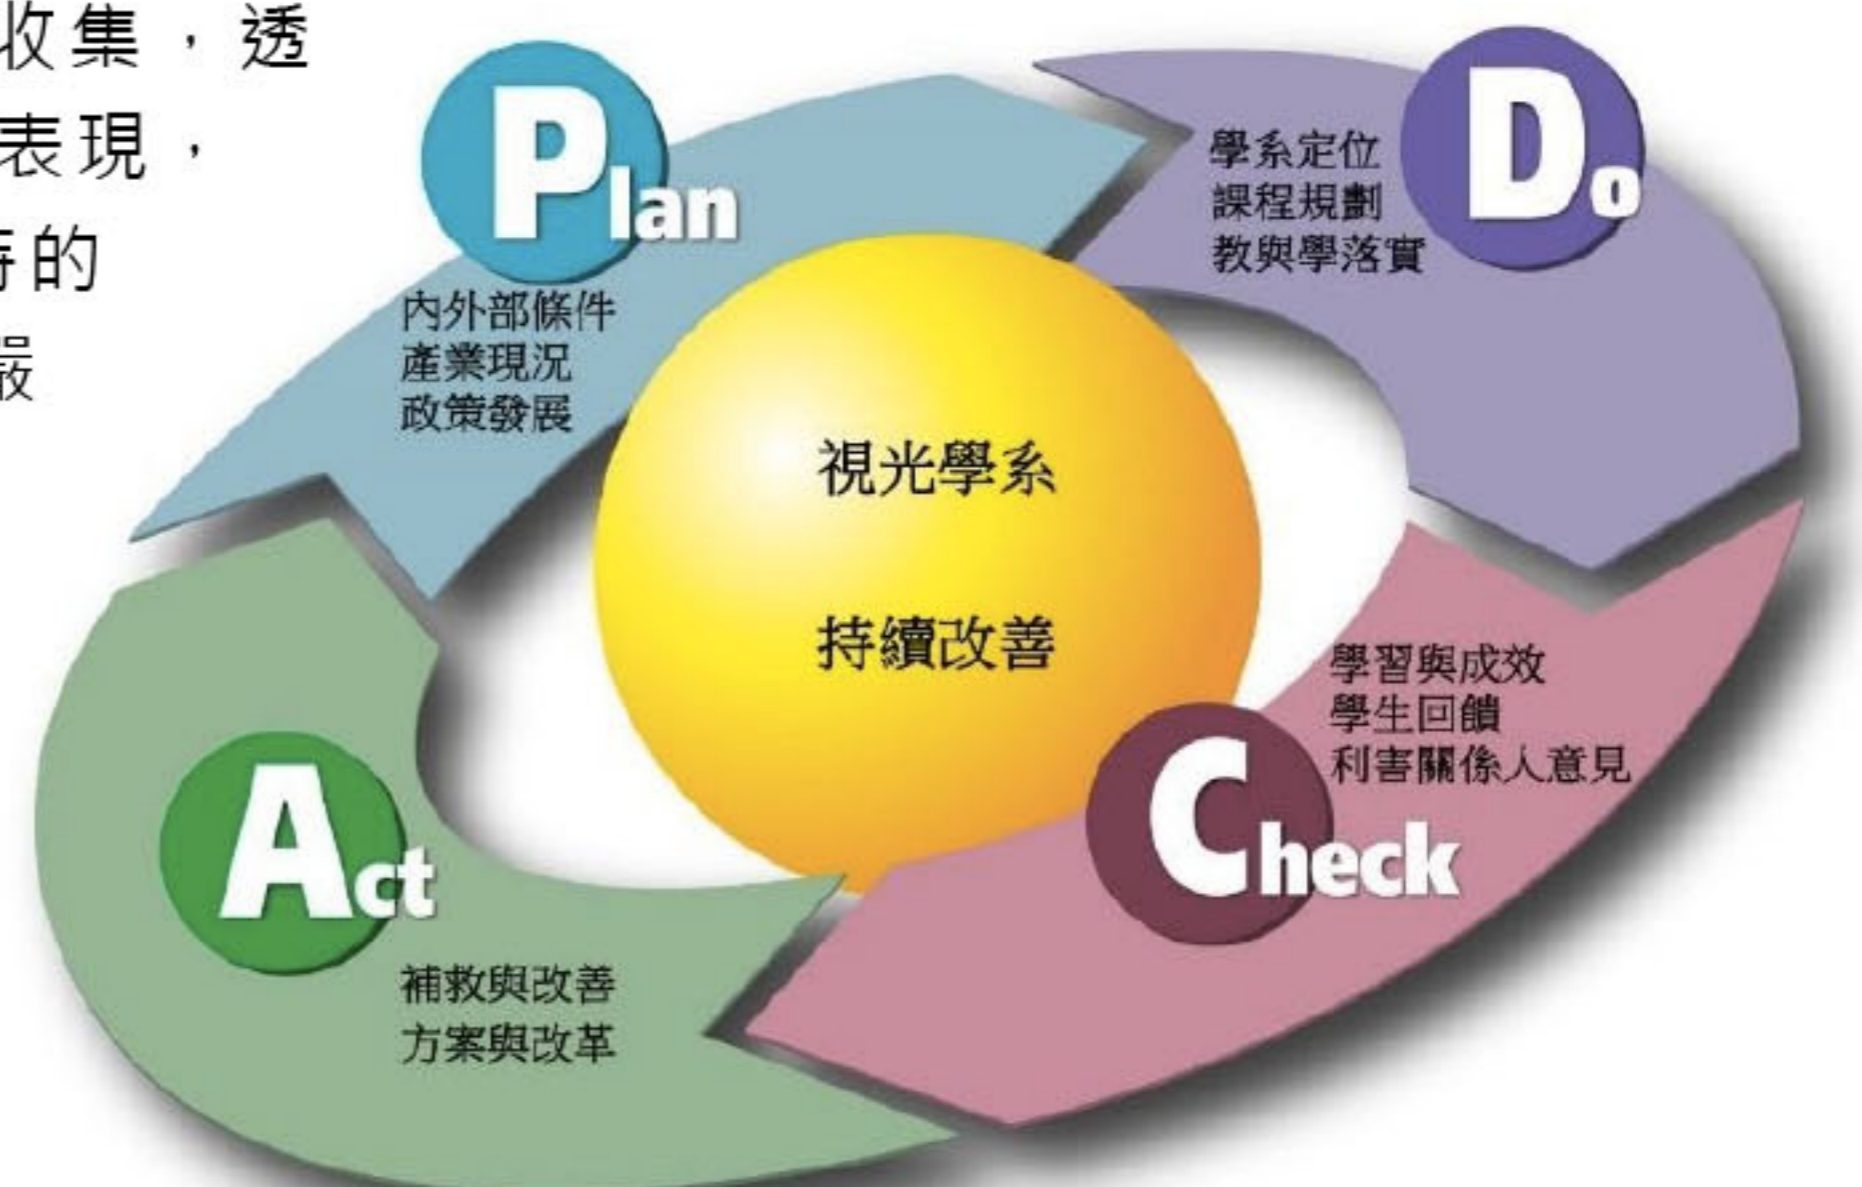 收集，透
表現，
的
Plan
內外部條件
產業現況
政策發展
Do
學系定位
課程規劃
教與學落實
視光學系
持續改善
Check
學習與成效
學生回饋
利害關係人意見
Act
補救與改善
方案與改革